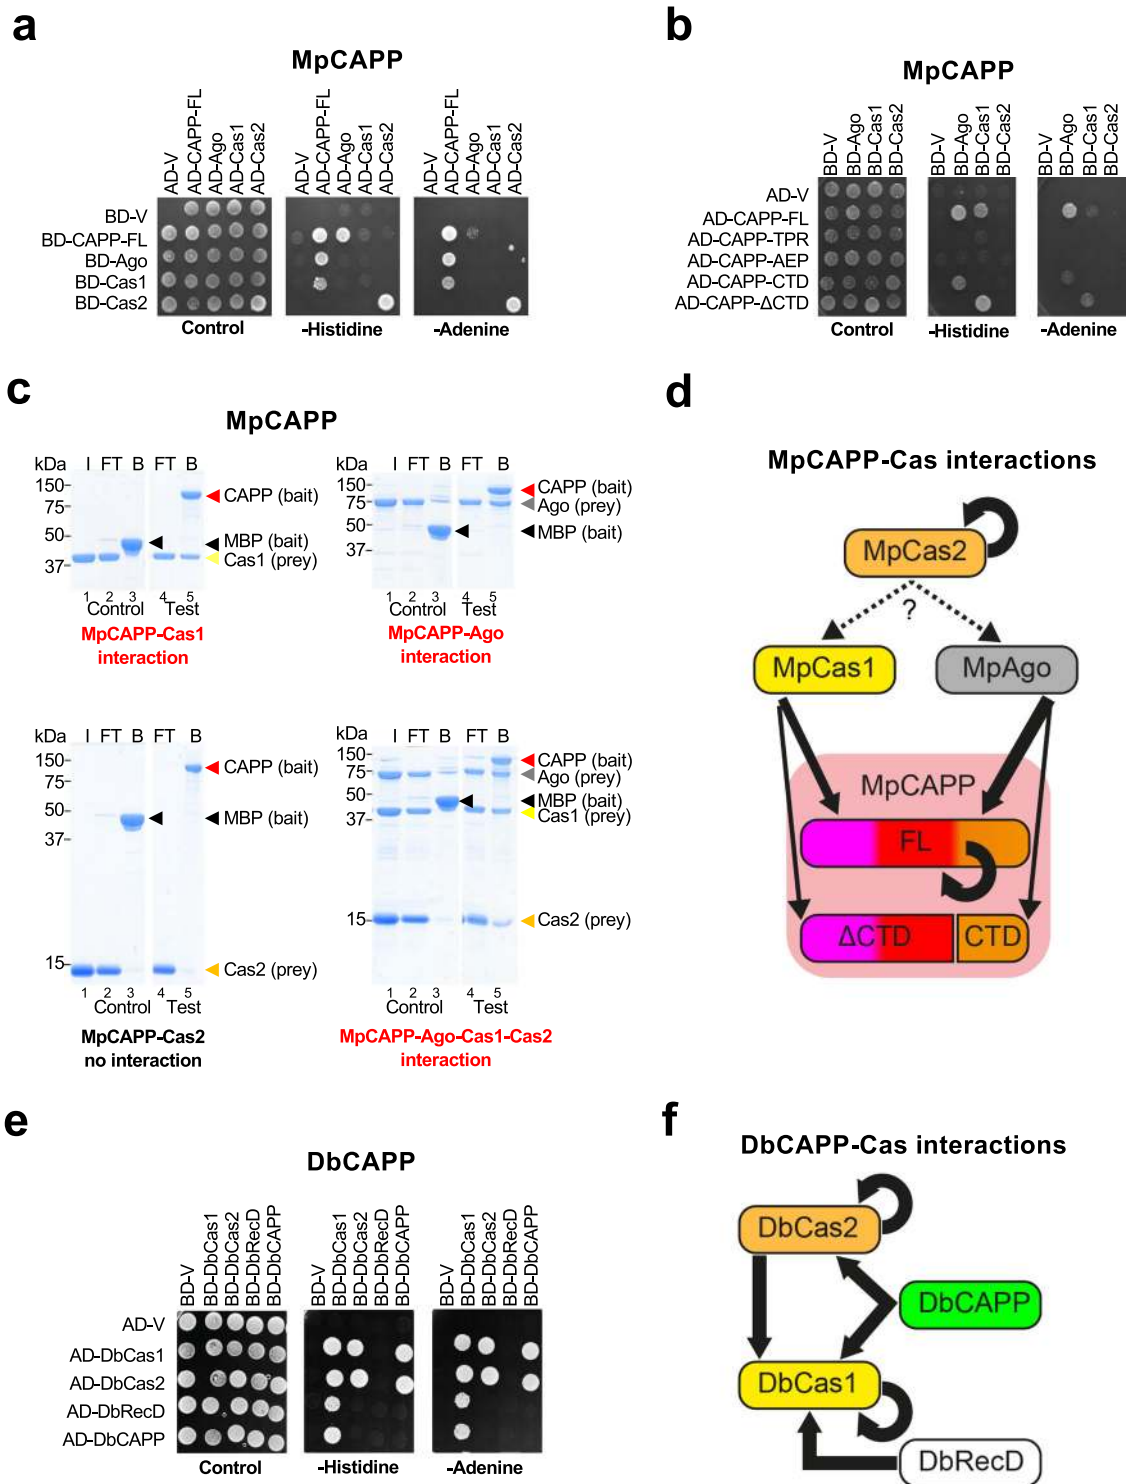 a
MpCAPP
AD-V
AD-CAPP-FL
AD-Ago
AD-Cas1
AD-Cas2
AD-V
AD-CAPP-FL
AD-Ago
AD-Cas1
AD-Cas2
AD-V
AD-CAPP-FL
AD-Ago
AD-Cas1
AD-Cas2
BD-V
BD-CAPP-FL
BD-Ago
BD-Cas1
BD-Cas2
Control
-Histidine
-Adenine
b
MpCAPP
BD-V
BD-Ago
BD-Cas1
BD-Cas2
BD-V
BD-Ago
BD-Cas1
BD-Cas2
BD-V
BD-Ago
BD-Cas1
BD-Cas2
AD-V
AD-CAPP-FL
AD-CAPP-TPR
AD-CAPP-AEP
AD-CAPP-CTD
AD-CAPP-ΔCTD
Control
-Histidine
-Adenine
c
MpCAPP
kDa
I FT B FT B
150
75
50
37
CAPP (bait)
MBP (bait)
Cas1 (prey)
1 2 3 4 5
Control Test
MpCAPP-Cas1
interaction
kDa
I FT B FT B
150
75
50
37
CAPP (bait)
Ago (prey)
MBP (bait)
1 2 3 4 5
Control Test
MpCAPP-Ago
interaction
kDa
I FT B FT B
150
75
50
37
15
CAPP (bait)
MBP (bait)
Cas2 (prey)
1 2 3 4 5
Control Test
MpCAPP-Cas2
no interaction
kDa
I FT B FT B
150
75
50
37
15
CAPP (bait)
Ago (prey)
MBP (bait)
Cas1 (prey)
Cas2 (prey)
1 2 3 4 5
Control Test
MpCAPP-Ago-Cas1-Cas2
interaction
d
MpCAPP-Cas interactions
MpCas2
?
MpCas1
MpAgo
MpCAPP
FL
ΔCTD
CTD
e
DbCAPP
BD-V
BD-DbCas1
BD-DbCas2
BD-DbRecD
BD-DbCAPP
BD-V
BD-DbCas1
BD-DbCas2
BD-DbRecD
BD-DbCAPP
BD-V
BD-DbCas1
BD-DbCas2
BD-DbRecD
BD-DbCAPP
AD-V
AD-DbCas1
AD-DbCas2
AD-DbRecD
AD-DbCAPP
Control
-Histidine
-Adenine
f
DbCAPP-Cas interactions
DbCas2
DbCAPP
DbCas1
DbRecD